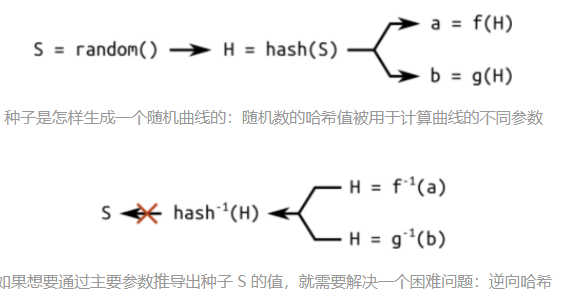 a = f(H)
S = random() H = hash(S)
b = g(H)
种子是怎样生成一个随机曲线的：随机数的哈希值被用于计算曲线的不同参数
H = f⁻¹(a)
S hash⁻¹(H)
H = g⁻¹(b)
如果想要通过主要参数推导出种子 S 的值，就需要解决一个困难问题：逆向哈希